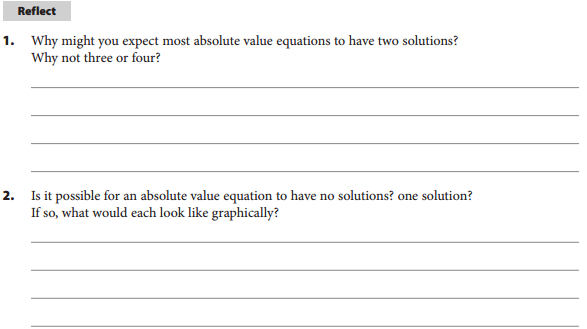 Reflect
1. Why might you expect most absolute value equations to have two solutions?
Why not three or four?
2. Is it possible for an absolute value equation to have no solutions? one solution?
If so, what would each look like graphically?